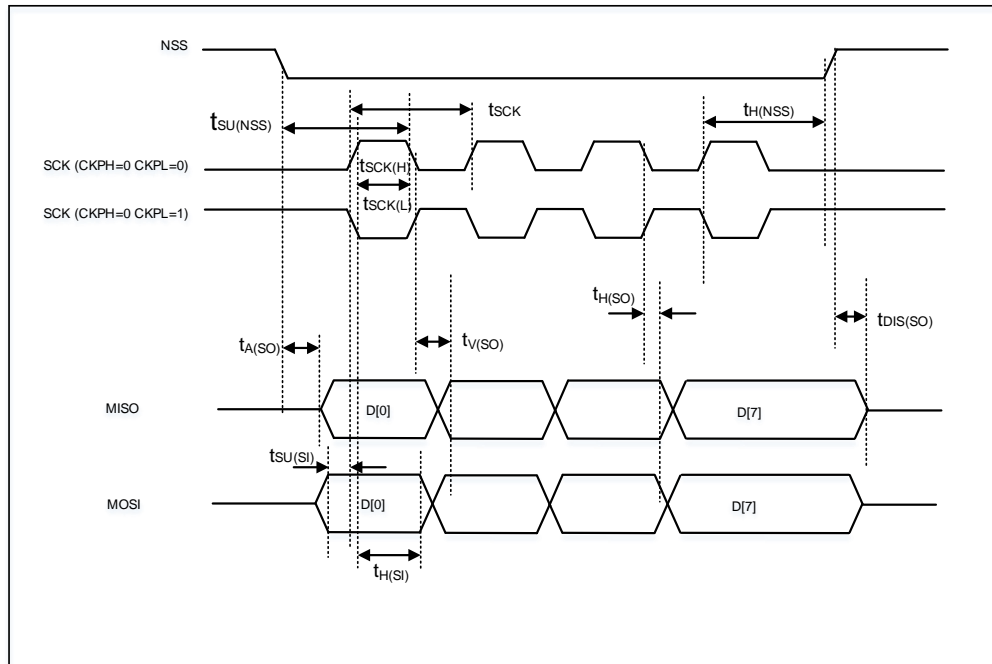 NSS
tSCK
tH(NSS)
tSU(NSS)
SCK (CKPH=0 CKPL=0)
tSCK(H)
tSCK(L)
SCK (CKPH=0 CKPL=1)
tH(SO)
tDIS(SO)
tA(SO)
tV(SO)
MISO
D[0]
D[7]
tSU(SI)
MOSI
D[0]
D[7]
tH(SI)